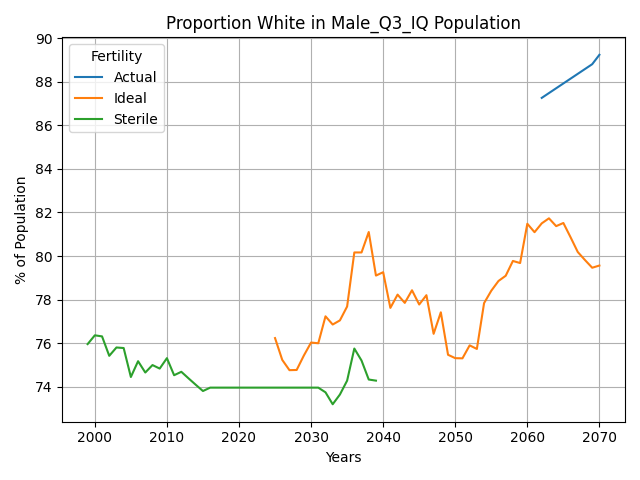 Proportion White in Male_Q3_IQ Population
Fertility
Actual
Ideal
Sterile
% of Population
90
88
86
84
82
80
78
76
74
2000 2010 2020 2030 2040 2050 2060 2070
Years